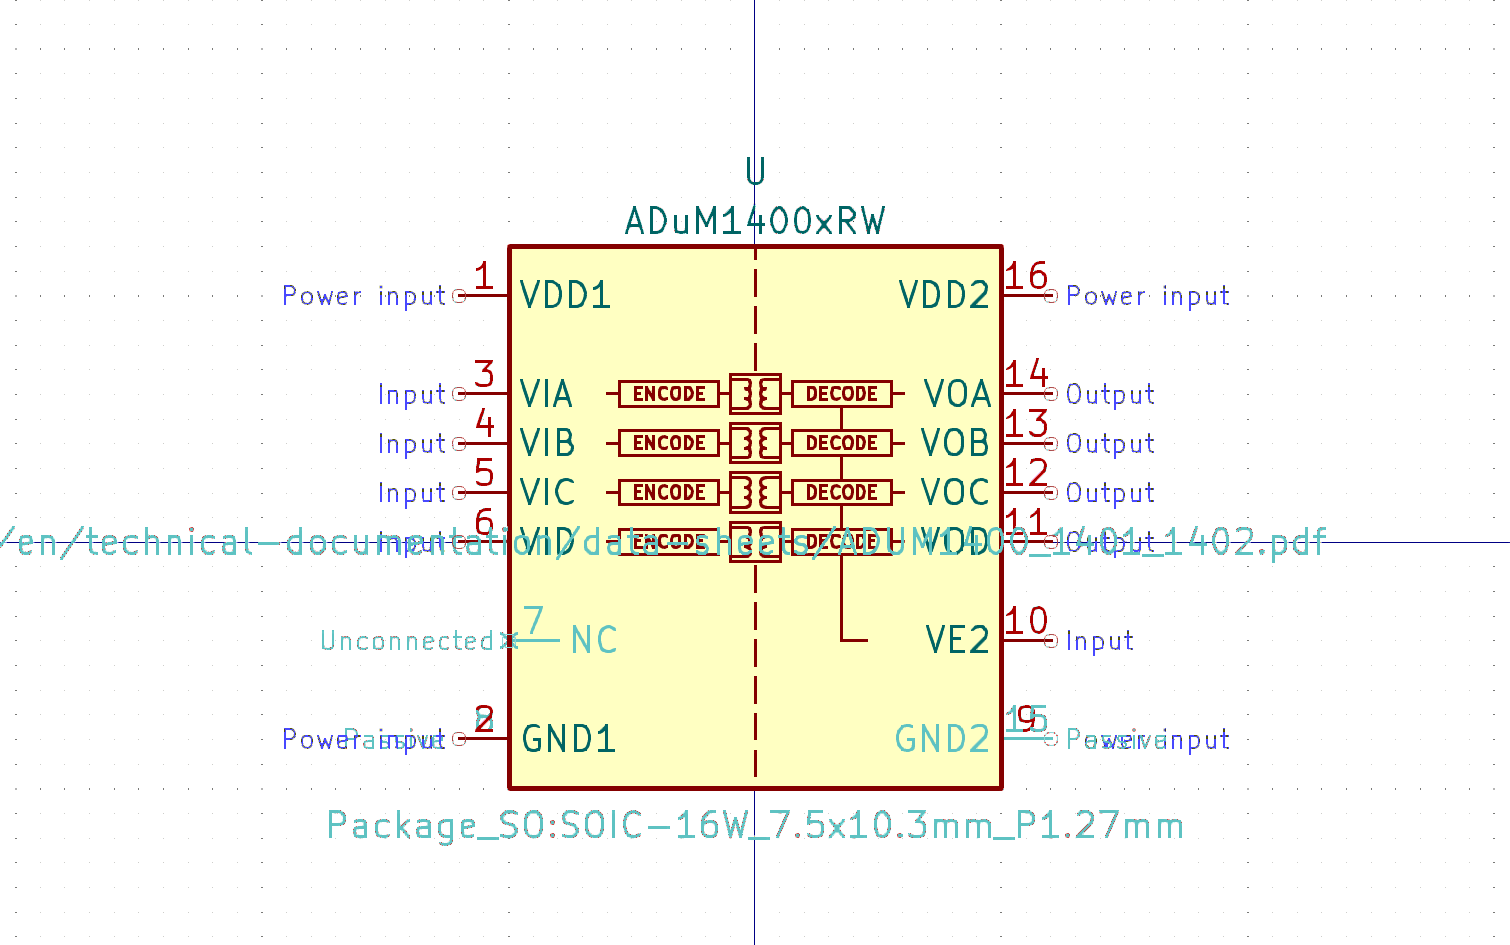 U
ADuM1400xRW
Power input 1 VDD1 VDD2 16 Power input
Input 3 VIA ENCODE DECODE VOA 14 Output
Input 4 VIB ENCODE DECODE VOB 13 Output
Input 5 VIC ENCODE DECODE VOC 12 Output
Input 6 VID ENCODE DECODE VOD 11 Output
/en/technical-documentation/data-sheets/ADUM1400_1401_1402.pdf
Unconnected 7 NC VE2 10 Input
Power input Passive 2 8 GND1 GND2 9 15 Power input Passive
Package_SO:SOIC-16W_7.5x10.3mm_P1.27mm